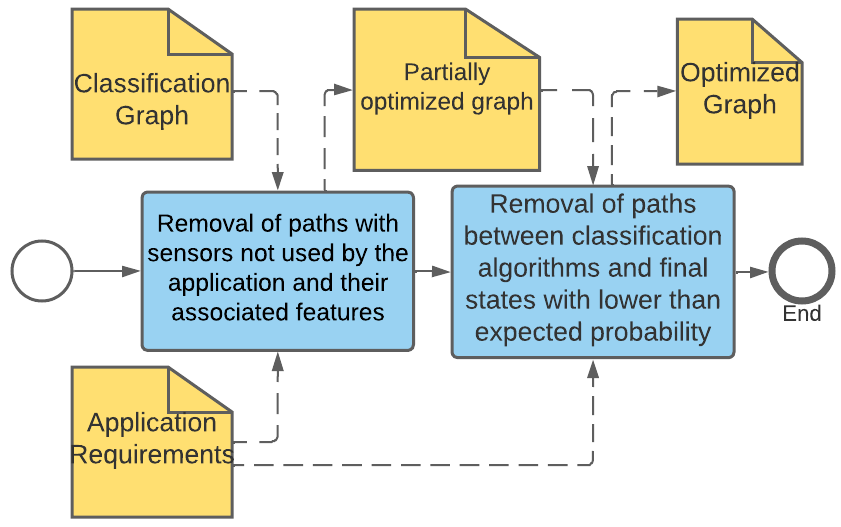 Classification
Graph
Partially
optimized graph
Optimized
Graph
Removal of paths with
sensors not used by the
application and their
associated features
Removal of paths
between classification
algorithms and final
states with lower than
expected probability
End
Application
Requirements